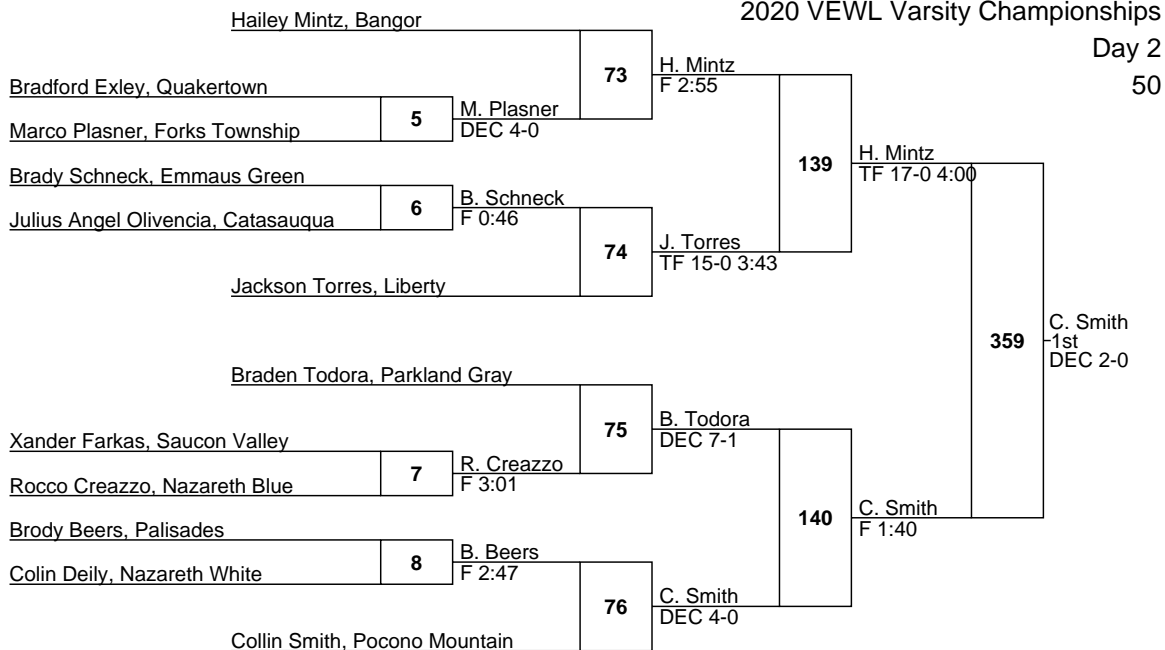 2020 VEWL Varsity Championships
Day 2
50
Hailey Mintz, Bangor
73
H. Mintz
F 2:55
Bradford Exley, Quakertown
5
M. Plasner
DEC 4-0
Marco Plasner, Forks Township
139
H. Mintz
TF 17-0 4:00
Brady Schneck, Emmaus Green
6
B. Schneck
F 0:46
Julius Angel Olivencia, Catasauqua
74
J. Torres
TF 15-0 3:43
Jackson Torres, Liberty
359
C. Smith
1st
DEC 2-0
Braden Todora, Parkland Gray
75
B. Todora
DEC 7-1
Xander Farkas, Saucon Valley
7
R. Creazzo
F 3:01
Rocco Creazzo, Nazareth Blue
140
C. Smith
F 1:40
Brody Beers, Palisades
8
B. Beers
F 2:47
Colin Deily, Nazareth White
76
C. Smith
DEC 4-0
Collin Smith, Pocono Mountain